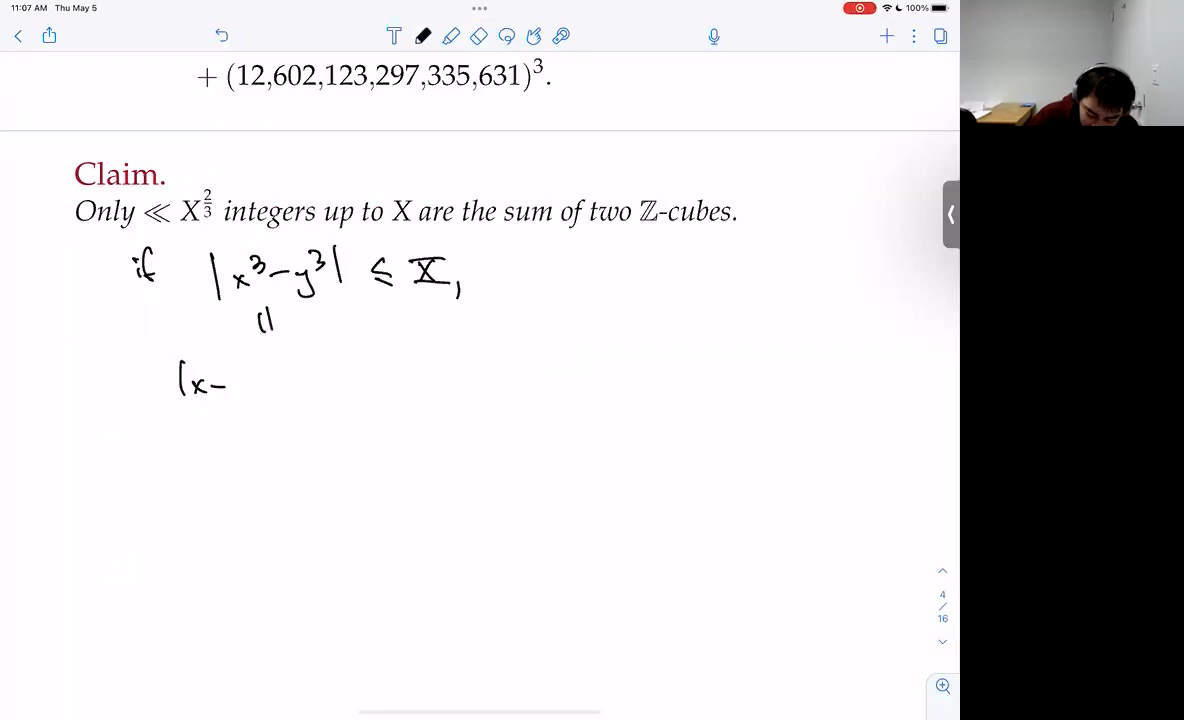 11:07 AM Thu May 5
100%
+ (12,602,123,297,335,631)³.
Claim.
Only ≪ X^{2/3} integers up to X are the sum of two ℤ-cubes.
if |x³-y³| ≤ X,
||
|x-
4
/
16